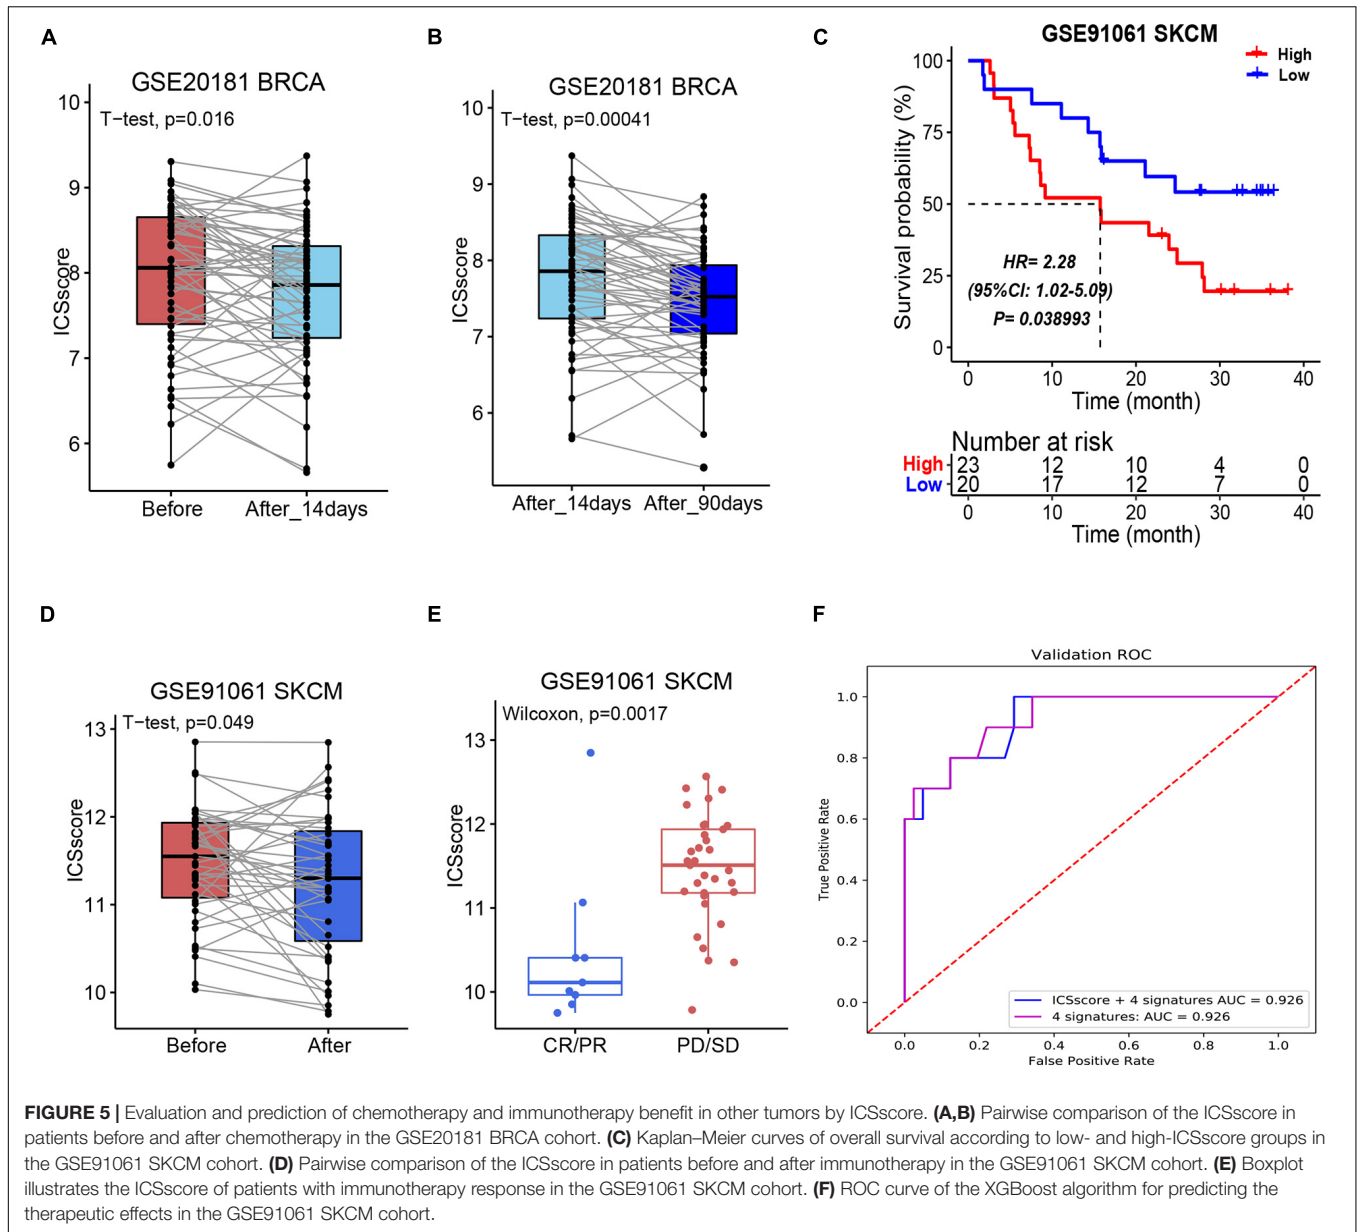 A
GSE20181 BRCA
T-test, p=0.016
ICSscore
10
9
8
7
6
Before After_14days
B
GSE20181 BRCA
T-test, p=0.00041
ICSscore
10
9
8
7
6
After_14days After_90days
C
GSE91061 SKCM
High
Low
Survival probability (%)
100
75
50
25
0
HR= 2.28
(95%CI: 1.02-5.09)
P= 0.038993
0 10 20 30 40
Time (month)
Number at risk
High 23 12 10 4 0
Low 20 17 12 7 0
0 10 20 30 40
Time (month)
D
GSE91061 SKCM
T-test, p=0.049
ICSscore
13
12
11
10
Before After
E
GSE91061 SKCM
Wilcoxon, p=0.0017
ICSscore
13
12
11
10
CR/PR PD/SD
F
Validation ROC
True Positive Rate
1.0
0.8
0.6
0.4
0.2
0.0
ICSscore + 4 signatures AUC = 0.926
4 signatures: AUC = 0.926
0.0 0.2 0.4 0.6 0.8 1.0
False Positive Rate
FIGURE 5 | Evaluation and prediction of chemotherapy and immunotherapy benefit in other tumors by ICSscore. (A,B) Pairwise comparison of the ICSscore in
patients before and after chemotherapy in the GSE20181 BRCA cohort. (C) Kaplan–Meier curves of overall survival according to low- and high-ICSscore groups in
the GSE91061 SKCM cohort. (D) Pairwise comparison of the ICSscore in patients before and after immunotherapy in the GSE91061 SKCM cohort. (E) Boxplot
illustrates the ICSscore of patients with immunotherapy response in the GSE91061 SKCM cohort. (F) ROC curve of the XGBoost algorithm for predicting the
therapeutic effects in the GSE91061 SKCM cohort.